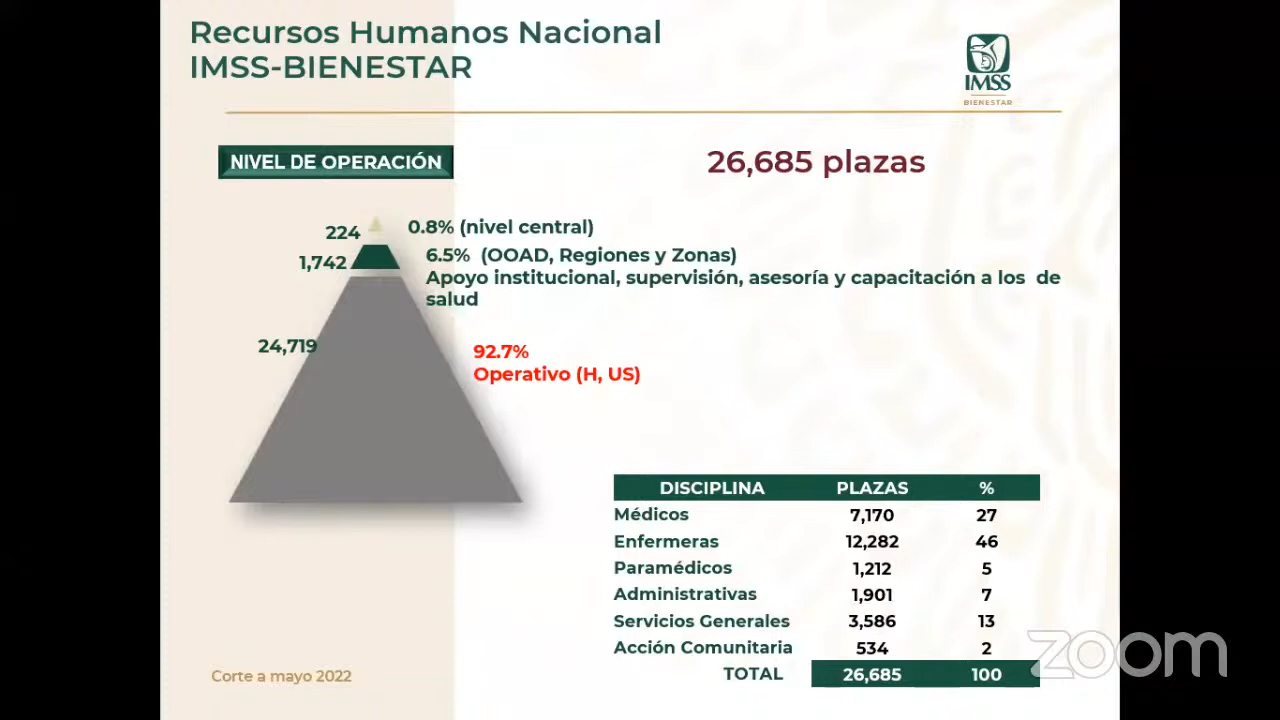 Recursos Humanos Nacional
IMSS-BIENESTAR
IMSS
BIENESTAR
NIVEL DE OPERACIÓN
26,685 plazas
224
0.8% (nivel central)
1,742
6.5% (OOAD, Regiones y Zonas)
Apoyo institucional, supervisión, asesoría y capacitación a los de
salud
24,719
92.7%
Operativo (H, US)
DISCIPLINA PLAZAS %
Médicos 7,170 27
Enfermeras 12,282 46
Paramédicos 1,212 5
Administrativas 1,901 7
Servicios Generales 3,586 13
Acción Comunitaria 534 2
TOTAL 26,685 100
Corte a mayo 2022
zoom